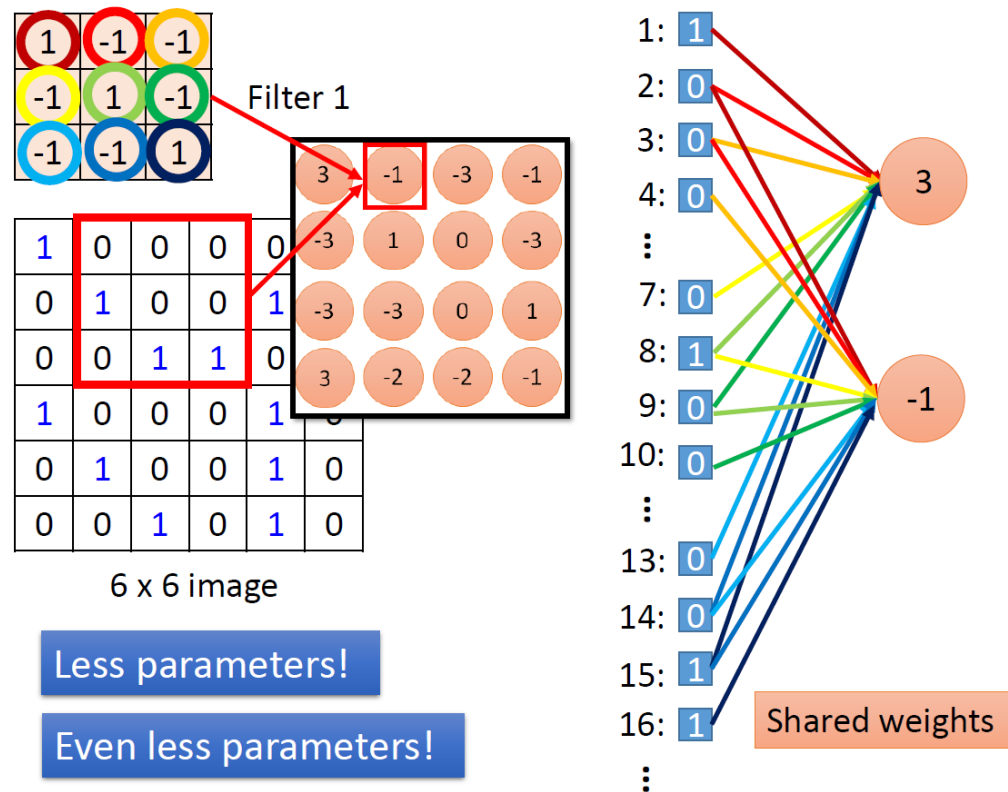 1 -1 -1
-1 1 -1
-1 -1 1
Filter 1
3 -1 -3 -1
-3 1 0 -3
-3 -3 0 1
3 -2 -2 -1
1 0 0 0 0
0 1 0 0 1
0 0 1 1 0
1 0 0 0 1 0
0 1 0 0 1 0
0 0 1 0 1 0
6 x 6 image
Less parameters!
Even less parameters!
1: 1
2: 0
3: 0
4: 0
⋮
7: 0
8: 1
9: 0
10: 0
⋮
13: 0
14: 0
15: 1
16: 1
⋮
3
-1
Shared weights